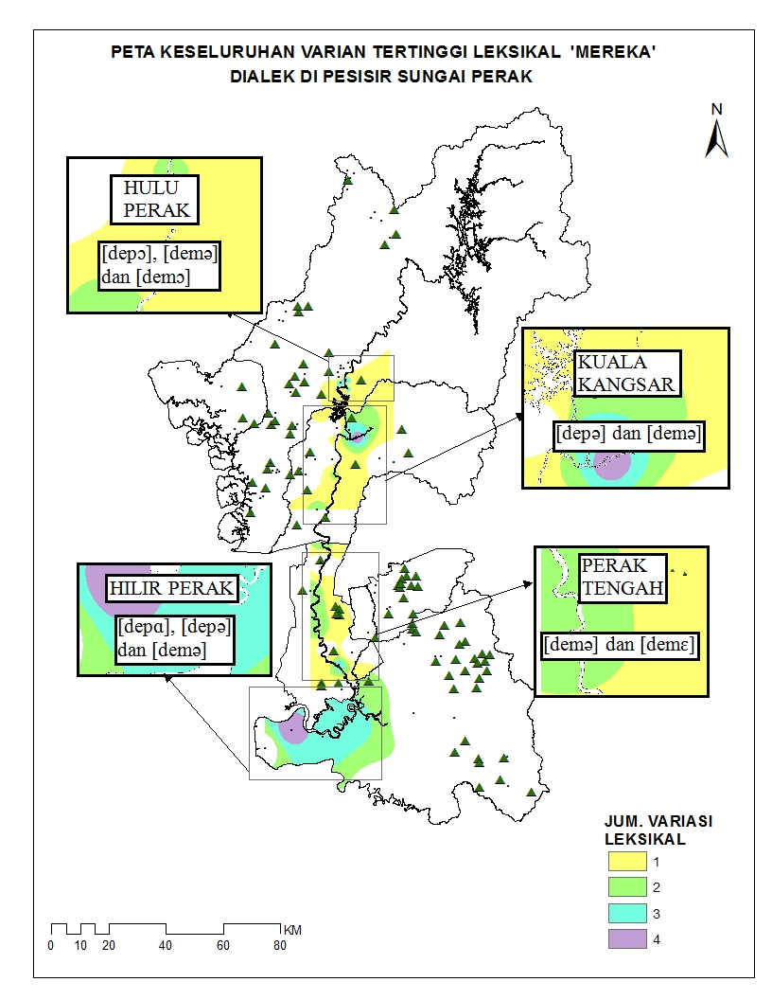 PETA KESELURUHAN VARIAN TERTINGGI LEKSIKAL 'MEREKA'
DIALEK DI PESISIR SUNGAI PERAK
N
HULU
PERAK
[depɔ], [demə]
dan [demɔ]
KUALA
KANGSAR
[depə] dan [demə]
HILIR PERAK
[depɑ], [depə]
dan [demə]
PERAK
TENGAH
[demə] dan [demɛ]
JUM. VARIASI
LEKSIKAL
1
2
3
4
KM
0 10 20 40 60 80